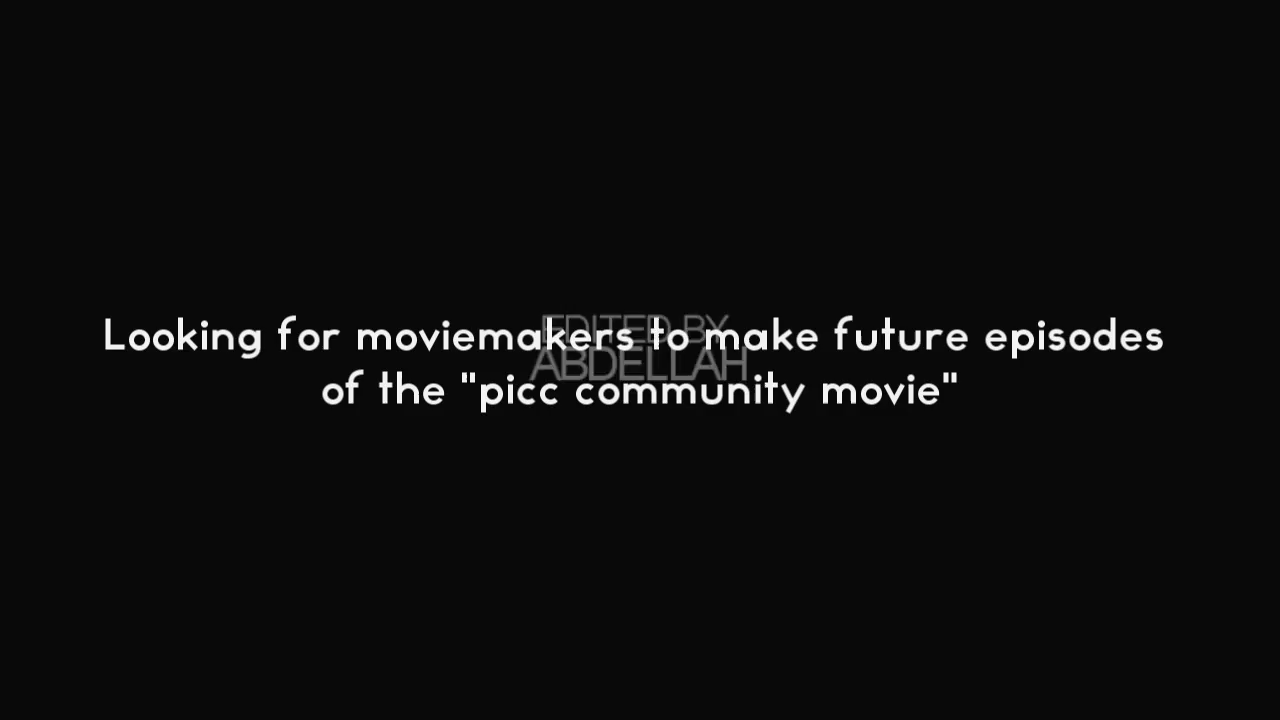 EDITED BY
ABDELLAH
Looking for moviemakers to make future episodes
of the "picc community movie"